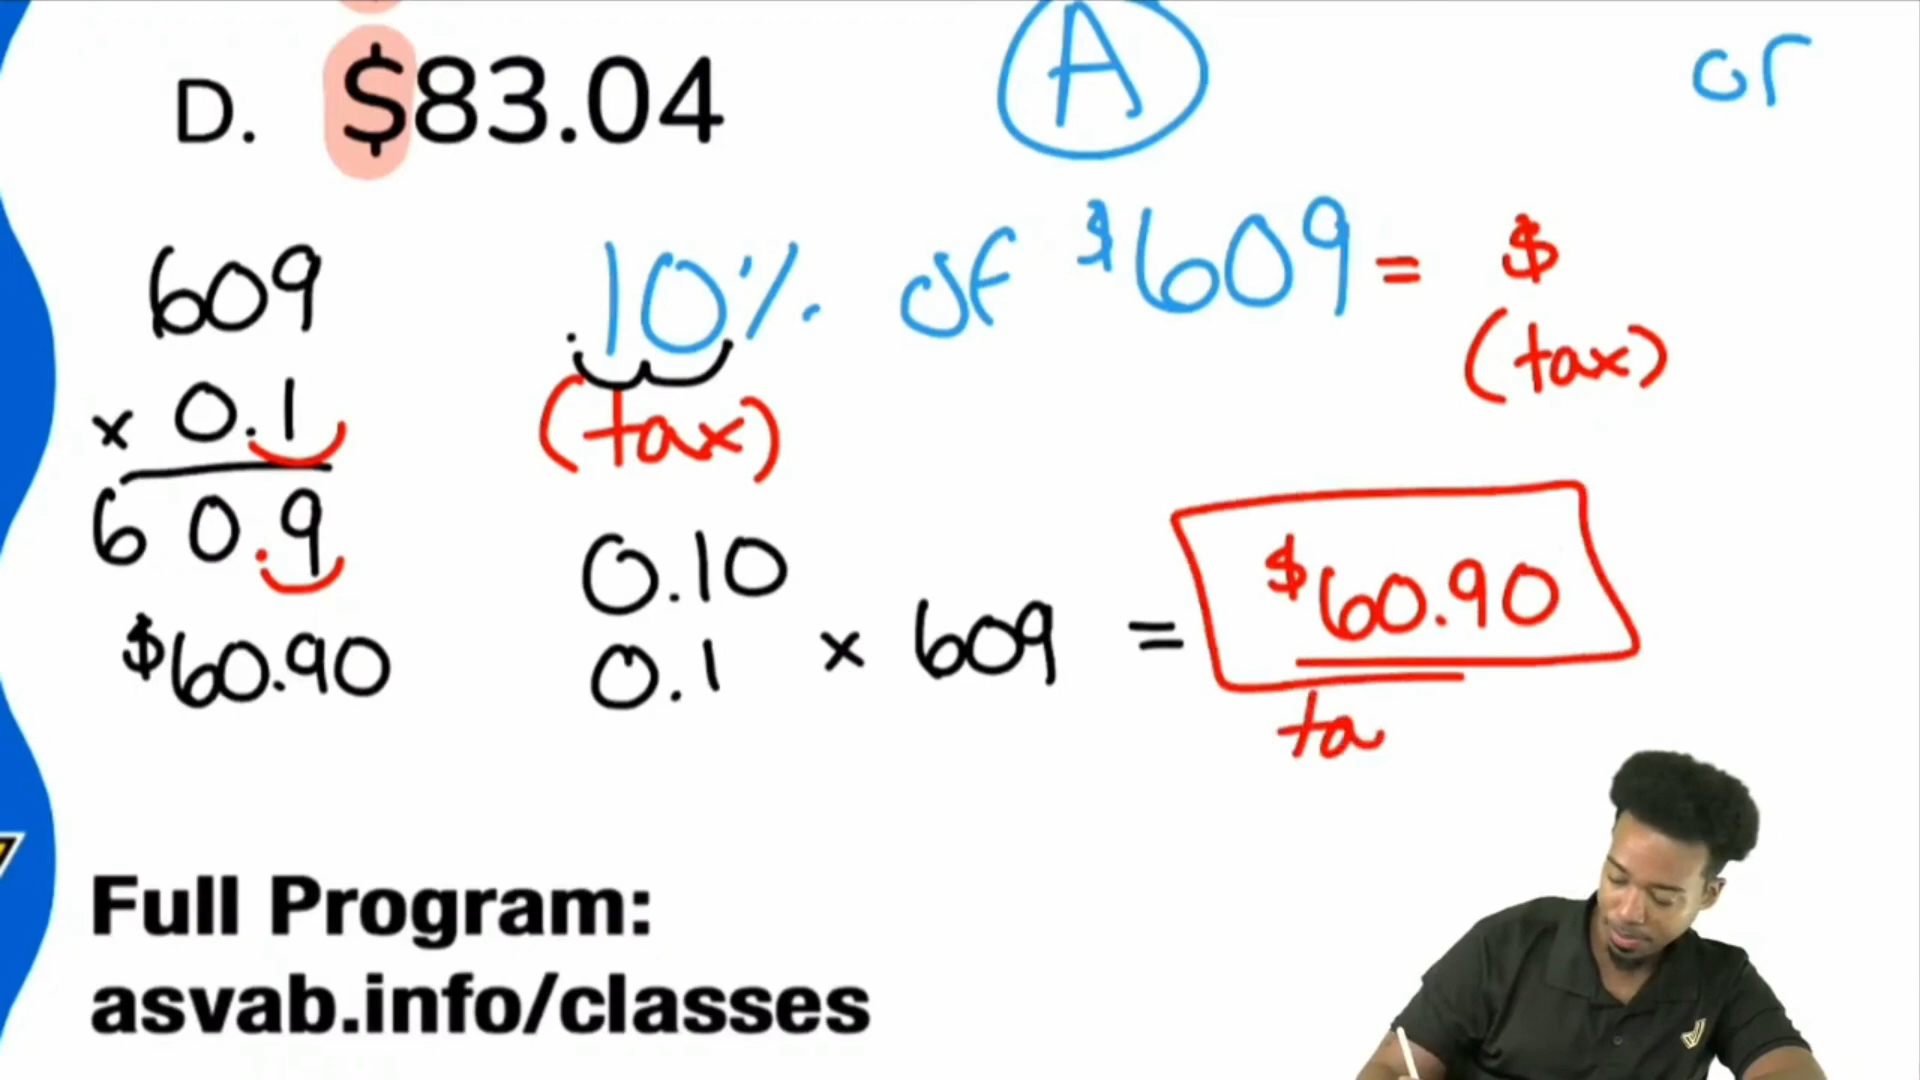 D. $83.04
A
or
10% of $609 = $
(tax)
(tax)
609
x 0.1
60.9
$60.90
0.10
0.1 x 609 = $60.90
ta
Full Program:
asvab.info/classes